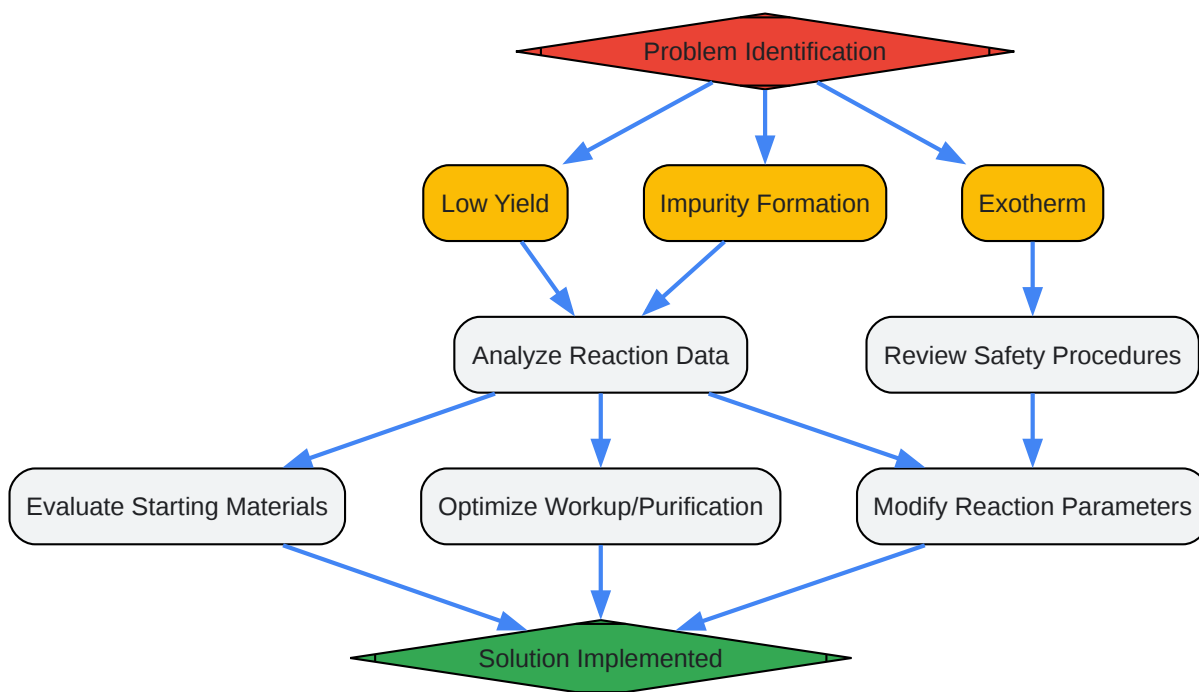 Problem Identification
Low Yield
Impurity Formation
Exotherm
Analyze Reaction Data
Review Safety Procedures
Evaluate Starting Materials
Optimize Workup/Purification
Modify Reaction Parameters
Solution Implemented